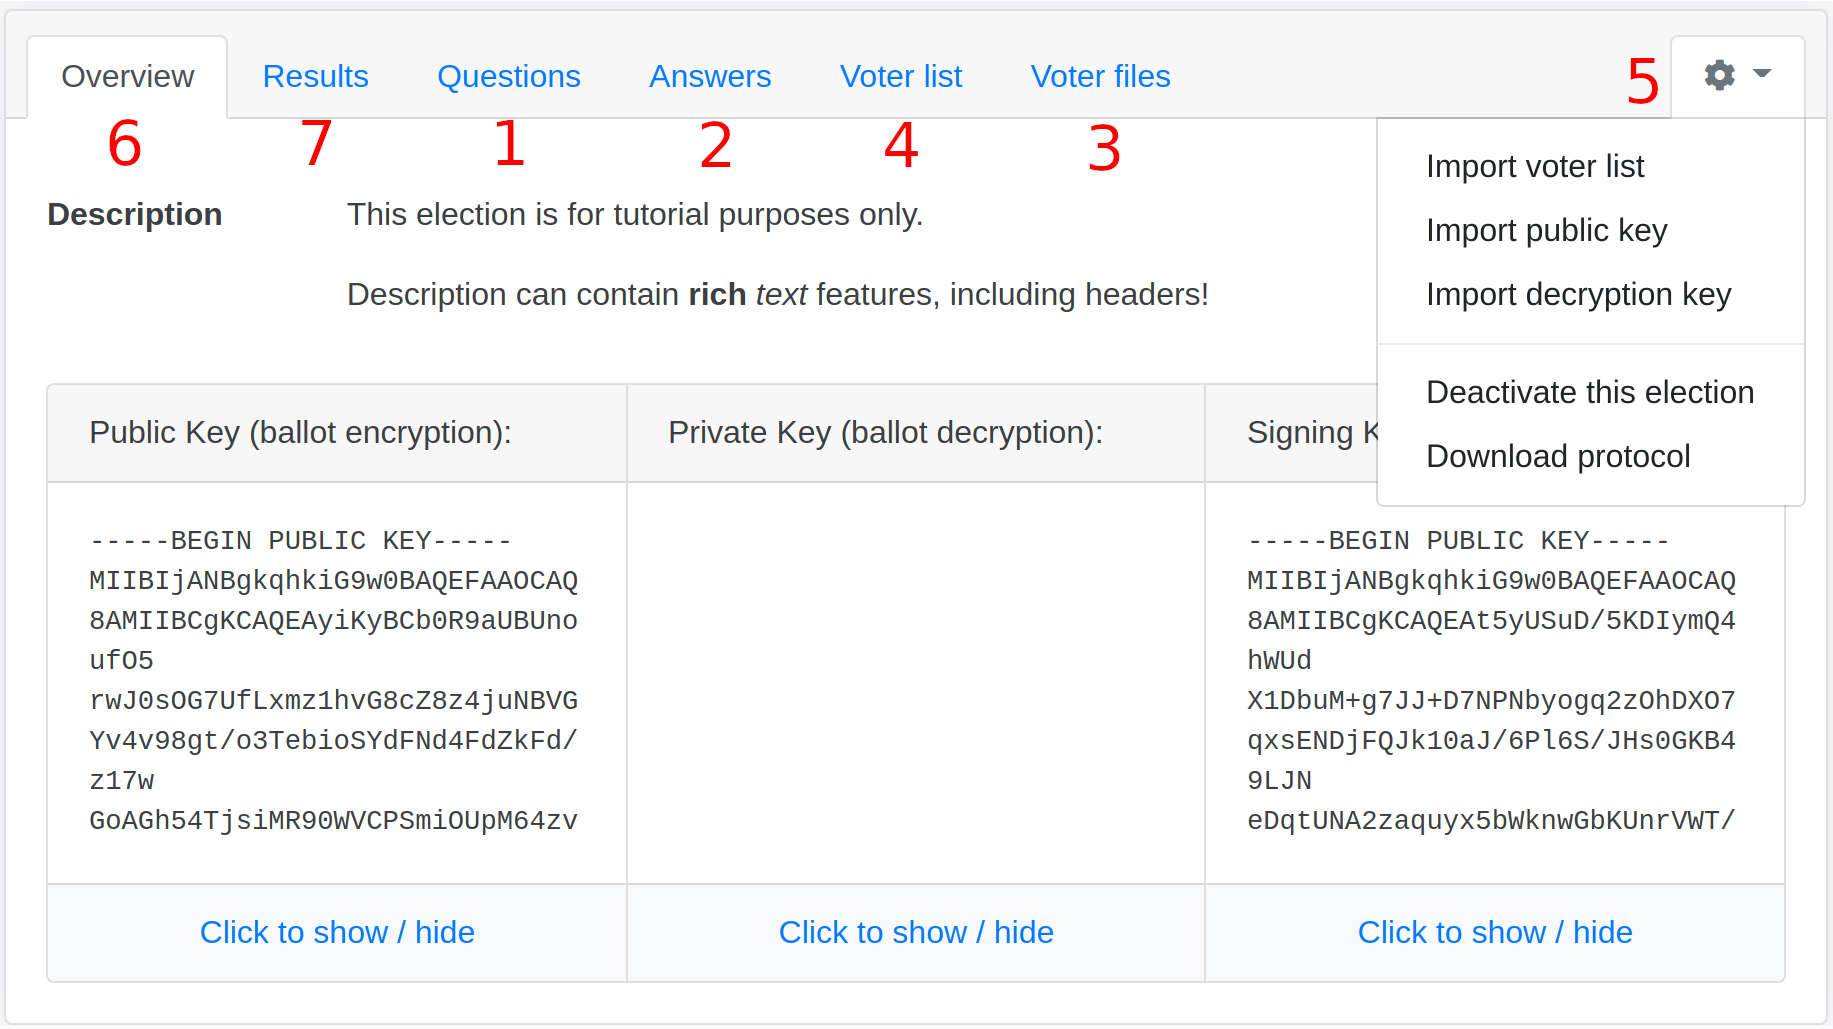 Overview Results Questions Answers Voter list Voter files 5
6 7 1 2 4 3
Import voter list
Import public key
Import decryption key
Deactivate this election
Download protocol
Description This election is for tutorial purposes only.
Description can contain rich text features, including headers!
Public Key (ballot encryption): Private Key (ballot decryption): Signing K
-----BEGIN PUBLIC KEY-----
MIIBIjANBgkqhkiG9w0BAQEFAAOCAQ
8AMIIBCgKCAQEAyiKyBCb0R9aUBUno
ufO5
rwJ0sOG7UfLxmz1hvG8cZ8z4juNBVG
Yv4v98gt/o3TebioSYdFNd4FdZkFd/
z17w
GoAGh54TjsiMR90WVCPSmiOUpM64zv
-----BEGIN PUBLIC KEY-----
MIIBIjANBgkqhkiG9w0BAQEFAAOCAQ
8AMIIBCgKCAQEAt5yUSuD/5KDIymQ4
hWUd
X1DbuM+g7JJ+D7NPNbyogq2zOhDXO7
qxsENDjFQJk10aJ/6Pl6S/JHs0GKB4
9LJN
eDqtUNA2zaquyx5bWknwGbKUnrVWT/
Click to show / hide Click to show / hide Click to show / hide